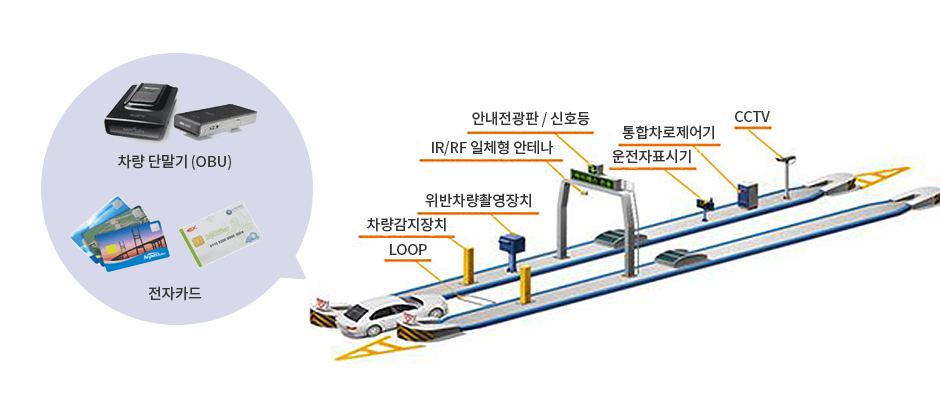 안내전광판 / 신호등
CCTV
통합차로제어기
IR/RF 일체형 안테나
운전자표시기
차량 단말기 (OBU)
위반차량촬영장치
차량감지장치
LOOP
전자카드